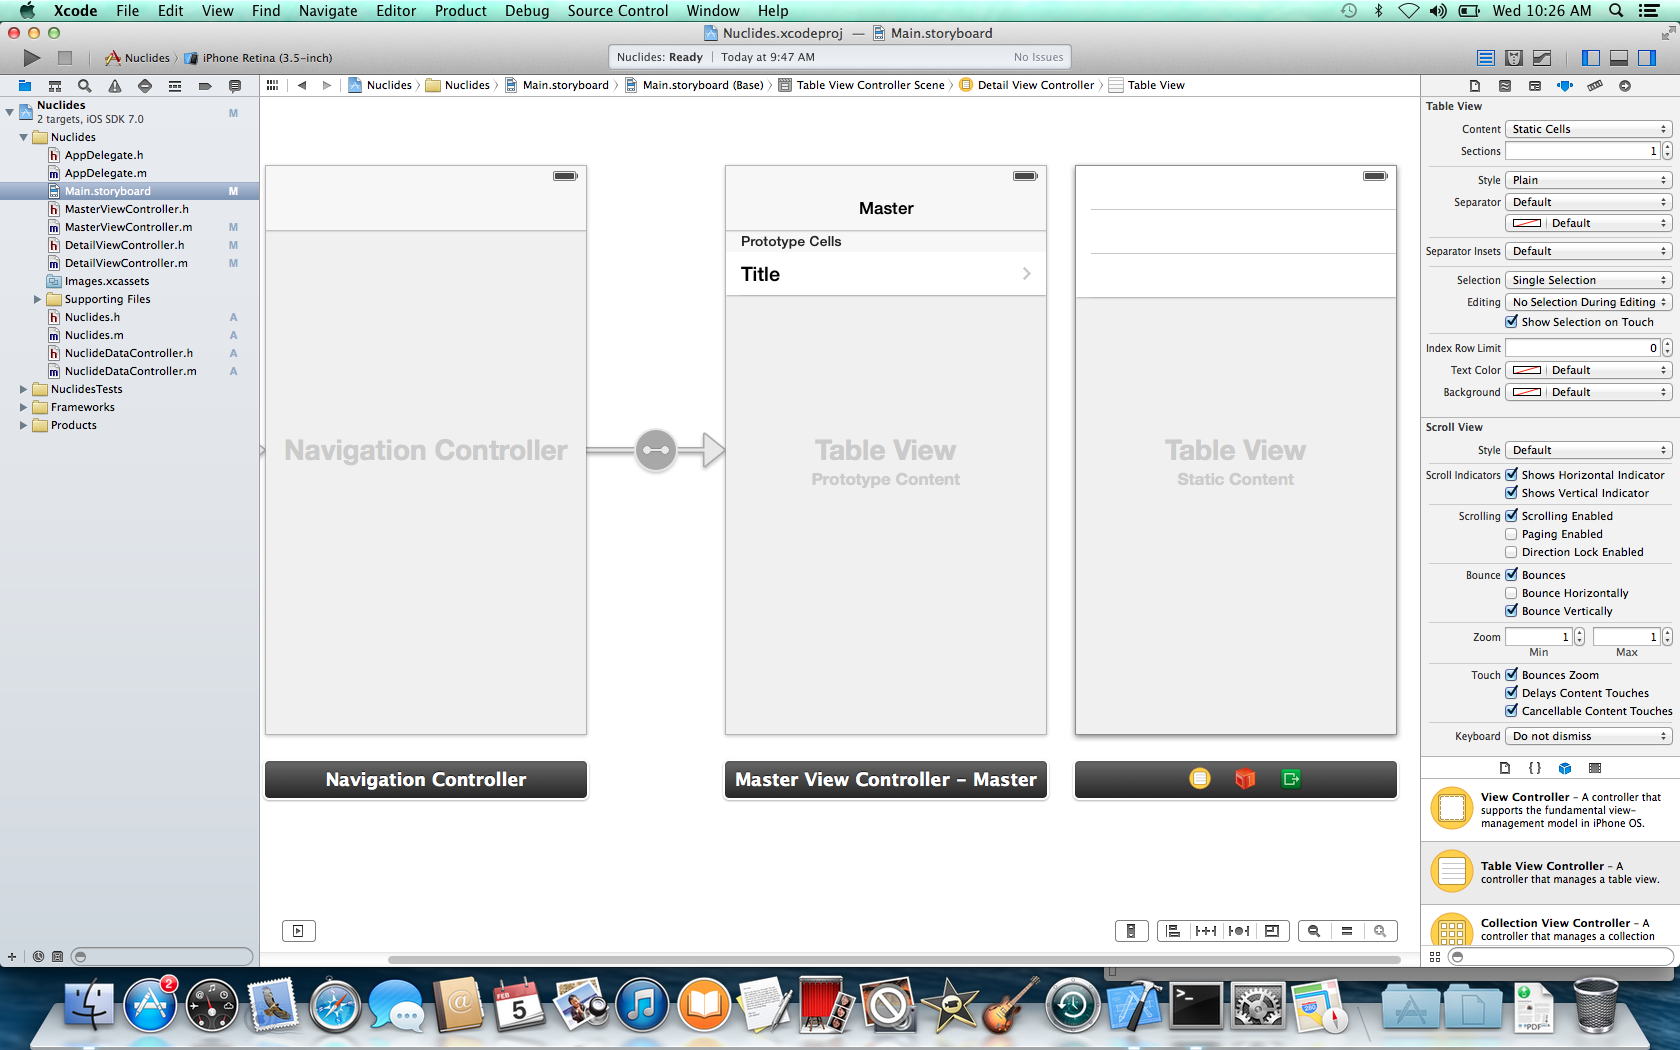 Xcode File Edit View Find Navigate Editor Product Debug Source Control Window Help Wed 10:26 AM
Nuclides.xcodeproj — Main.storyboard
Nuclides iPhone Retina (3.5-inch) Nuclides: Ready Today at 9:47 AM No Issues
Nuclides Nuclides Main.storyboard Main.storyboard (Base) Table View Controller Scene Detail View Controller Table View
Nuclides
2 targets, iOS SDK 7.0 M
Nuclides
AppDelegate.h
AppDelegate.m
Main.storyboard M
MasterViewController.h
MasterViewController.m M
DetailViewController.h M
DetailViewController.m M
Images.xcassets
Supporting Files
Nuclides.h A
Nuclides.m A
NuclideDataController.h A
NuclideDataController.m A
NuclidesTests
Frameworks
Products
Navigation Controller
Navigation Controller
Master
Prototype Cells
Title
Table View
Prototype Content
Master View Controller – Master
Table View
Static Content
Table View
Content Static Cells
Sections 1
Style Plain
Separator Default
Default
Separator Insets Default
Selection Single Selection
Editing No Selection During Editing
Show Selection on Touch
Index Row Limit 0
Text Color Default
Background Default
Scroll View
Style Default
Scroll Indicators Shows Horizontal Indicator
Shows Vertical Indicator
Scrolling Scrolling Enabled
Paging Enabled
Direction Lock Enabled
Bounce Bounces
Bounce Horizontally
Bounce Vertically
Zoom 1 1
Min Max
Touch Bounces Zoom
Delays Content Touches
Cancellable Content Touches
Keyboard Do not dismiss
{ }
View Controller – A controller that
supports the fundamental view-
management model in iPhone OS.
Table View Controller – A
controller that manages a table view.
Collection View Controller – A
controller that manages a collection
2
FEB
5
PDF